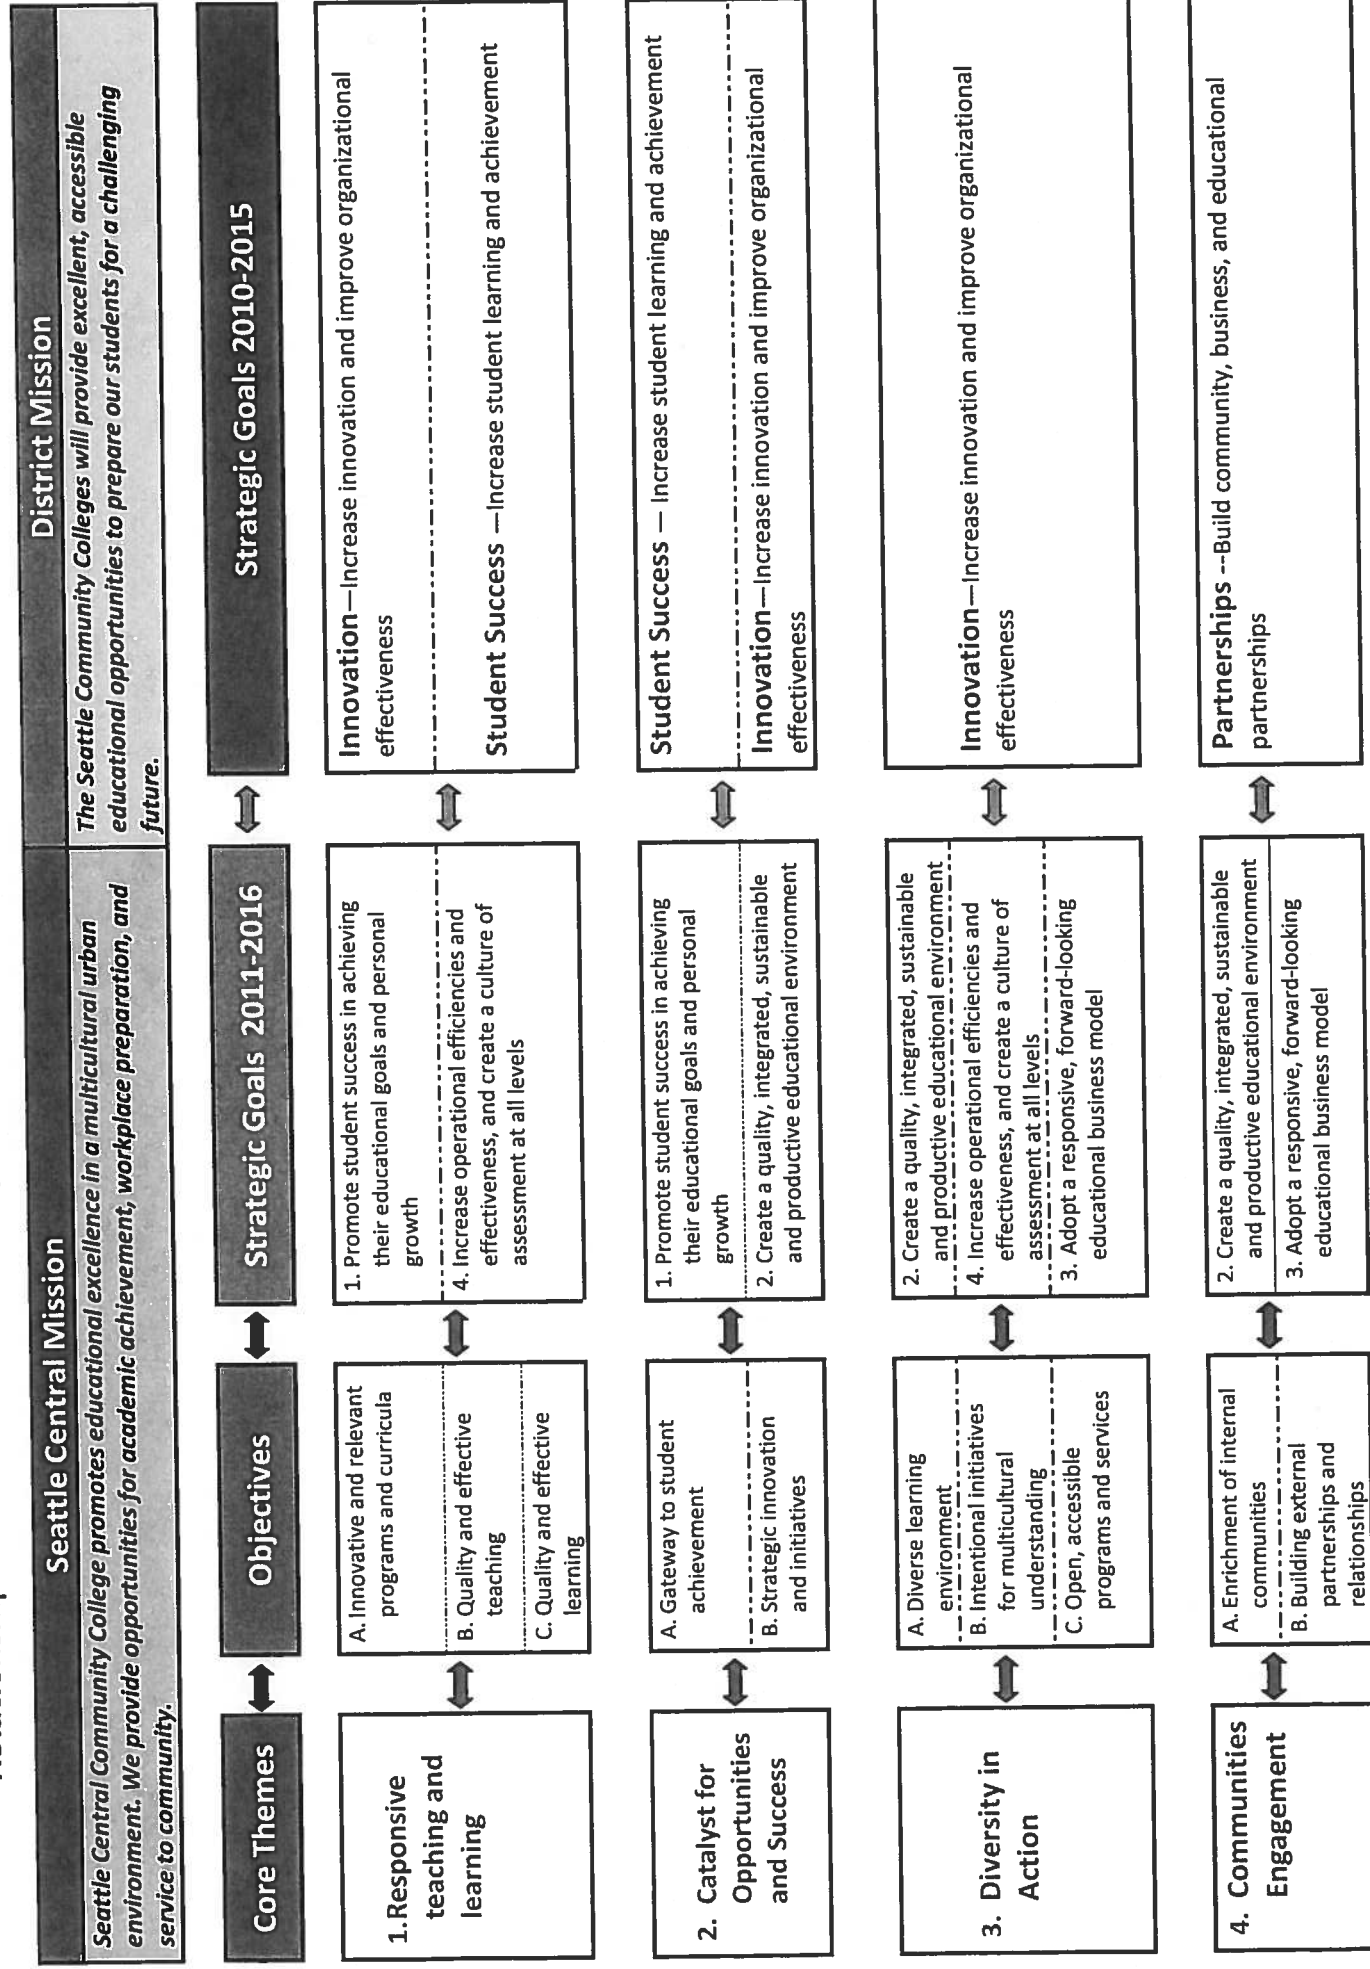 Seattle Central Mission
District Mission
Seattle Central Community College promotes educational excellence in a multicultural urban
environment. We provide opportunities for academic achievement, workplace preparation, and
service to community.
The Seattle Community Colleges will provide excellent, accessible
educational opportunities to prepare our students for a challenging
future.
Core Themes
Objectives
Strategic Goals 2011-2016
Strategic Goals 2010-2015
1.Responsive
teaching and
learning
A. Innovative and relevant
programs and curricula
B. Quality and effective
teaching
C. Quality and effective
learning
1. Promote student success in achieving
their educational goals and personal
growth
4. Increase operational efficiencies and
effectiveness, and create a culture of
assessment at all levels
Innovation—Increase innovation and improve organizational
effectiveness
Student Success —Increase student learning and achievement
2. Catalyst for
Opportunities
and Success
A. Gateway to student
achievement
B. Strategic innovation
and initiatives
1. Promote student success in achieving
their educational goals and personal
growth
2. Create a quality, integrated, sustainable
and productive educational environment
Student Success — Increase student learning and achievement
Innovation—Increase innovation and improve organizational
effectiveness
3. Diversity in
Action
A. Diverse learning
environment
B. Intentional initiatives
for multicultural
understanding
C. Open, accessible
programs and services
2. Create a quality, integrated, sustainable
and productive educational environment
4. Increase operational efficiencies and
effectiveness, and create a culture of
assessment at all levels
3. Adopt a responsive, forward-looking
educational business model
Innovation—Increase innovation and improve organizational
effectiveness
4. Communities
Engagement
A. Enrichment of internal
communities
B. Building external
partnerships and
relationships
2. Create a quality, integrated, sustainable
and productive educational environment
3. Adopt a responsive, forward-looking
educational business model
Partnerships --Build community, business, and educational
partnerships